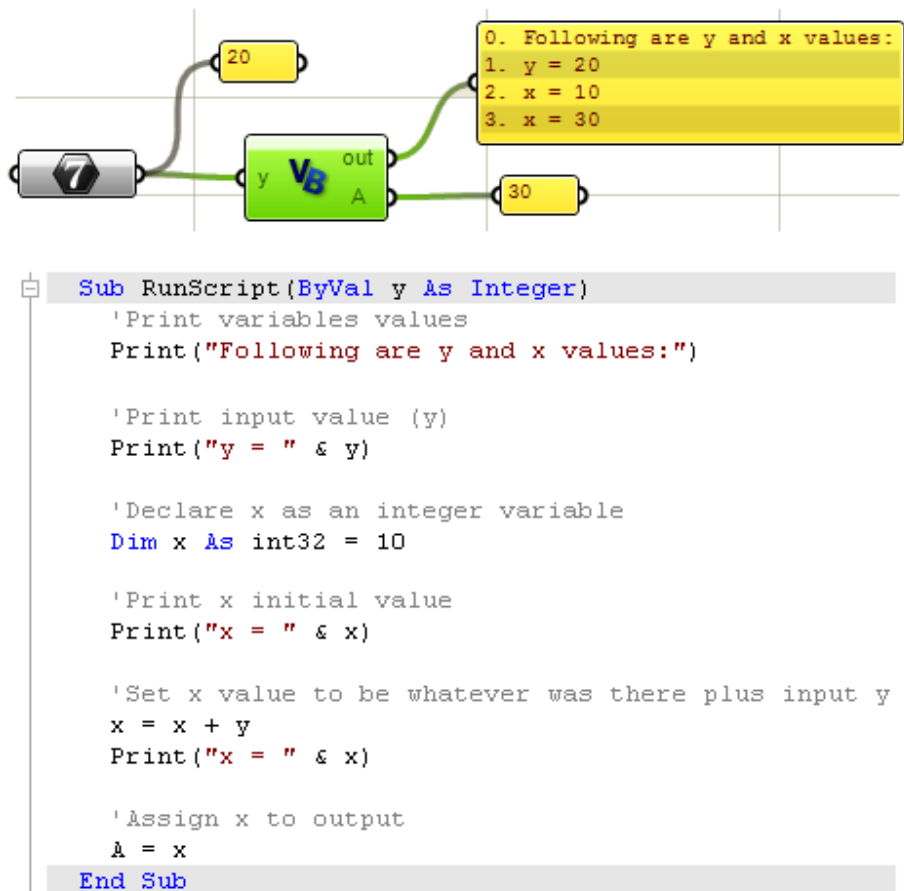 20
0. Following are y and x values:
1. y = 20
2. x = 10
3. x = 30
7
y
VB
out
A
30
Sub RunScript(ByVal y As Integer)
'Print variables values
Print("Following are y and x values:")
'Print input value (y)
Print("y = " & y)
'Declare x as an integer variable
Dim x As int32 = 10
'Print x initial value
Print("x = " & x)
'Set x value to be whatever was there plus input y
x = x + y
Print("x = " & x)
'Assign x to output
A = x
End Sub